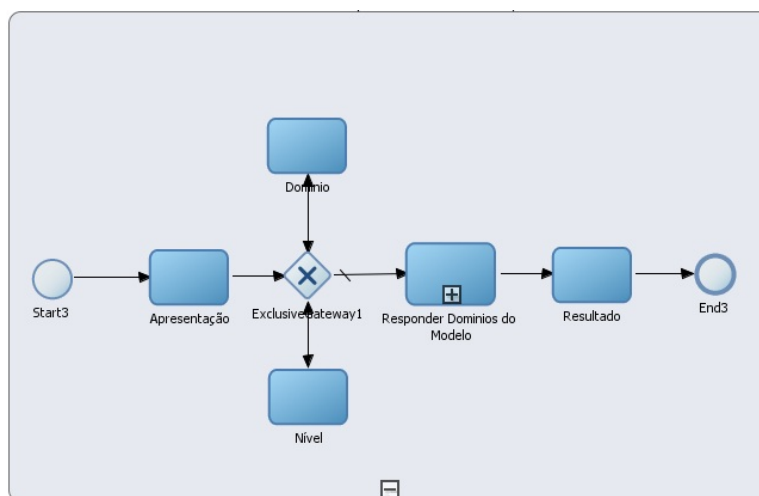 Dominio
Start3
Apresentação
ExclusiveGateway1
Responder Dominios do
Modelo
Resultado
End3
Nível